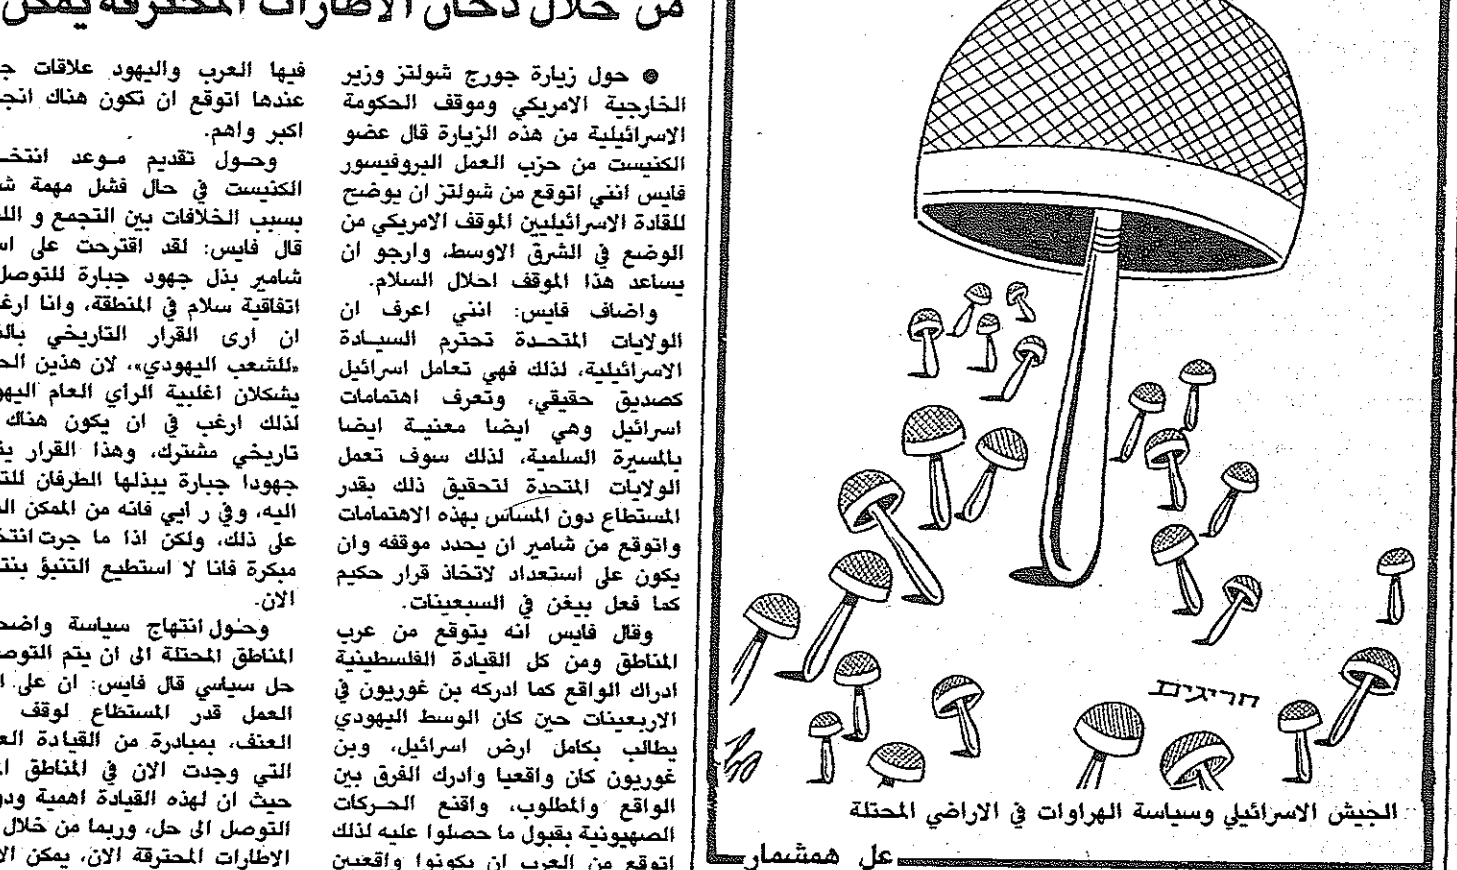 من خلال دخان الاطارات المحترقة يمكن
● حول زيارة جورج شولتز وزير
الخارجية الامريكي وموقف الحكومة
الاسرائيلية من هذه الزيارة قال عضو
الكنيست من حزب العمل البروفيسور
فايس انني اتوقع من شولتز ان يوضح
للقادة الاسرائيليين الموقف الامريكي من
الوضع في الشرق الاوسط، وارجو ان
يساعد هذا الموقف احلال السلام.
واضاف فايس: انني اعرف ان
الولايات المتحدة تحترم السيادة
الاسرائيلية، لذلك فهي تعامل اسرائيل
كصديق حقيقي، وتعرف اهتمامات
اسرائيل وهي ايضا معنية ايضا
بالمسيرة السلمية، لذلك سوف تعمل
الولايات المتحدة لتحقيق ذلك بقدر
المستطاع دون المساس بهذه الاهتمامات
واتوقع من شامير ان يحدد موقفه وان
يكون على استعداد لاتخاذ قرار حكيم
كما فعل بيغن في السبعينات.
وقال فايس انه يتوقع من عرب
المناطق ومن كل القيادة الفلسطينية
ادراك الواقع كما ادركه بن غوريون في
الاربعينات حين كان الوسط اليهودي
يطالب بكامل ارض اسرائيل، وبن
غوريون كان واقعيا وادرك الفرق بين
الواقع والمطلوب، واقنع الحركات
الصهيونية بقبول ما حصلوا عليه لذلك
اتوقع من العرب ان يكونوا واقعيين
فيها العرب واليهود علاقات
عندها اتوقع ان تكون هناك
اكبر واهم.
وحول تقديم موعد
الكنيست في حال فشل مهمة
بسبب الخلافات بين التجمع و
قال فايس: لقد اقترحت على
شامير بذل جهود جبارة للتوصل
اتفاقية سلام في المنطقة، وانا
ان ارى القرار التاريخي
«للشعب اليهودي»، لان هذين
يشكلان اغلبية الرأي العام
لذلك ارغب في ان يكون هناك
تاريخي مشترك، وهذا القرار
جهودا جبارة يبذلها الطرفان
اليه، وفي ر أيي فانه من الممكن
على ذلك، ولكن اذا ما جرت
مبكرة فانا لا استطيع التنبؤ
الان.
وحول انتهاج سياسة
المناطق المحتلة الى ان يتم
حل سياسي قال فايس: ان على
العمل قدر المستطاع لوقف
العنف، بمبادرة من القيادة
التي وجدت الان في المناطق
حيث ان لهذه القيادة اهمية
التوصل الى حل، وربما من خلال
الاطارات المحترقة الان، يمكن
חריגים
الجيش الاسرائيلي وسياسة الهراوات في الاراضي المحتلة
عل همشمار